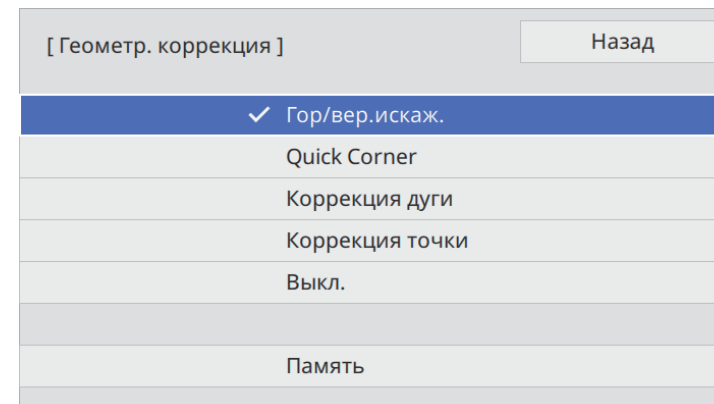 [ Геометр. коррекция ]
Назад
Гор/вер.искаж.
Quick Corner
Коррекция дуги
Коррекция точки
Выкл.
Память